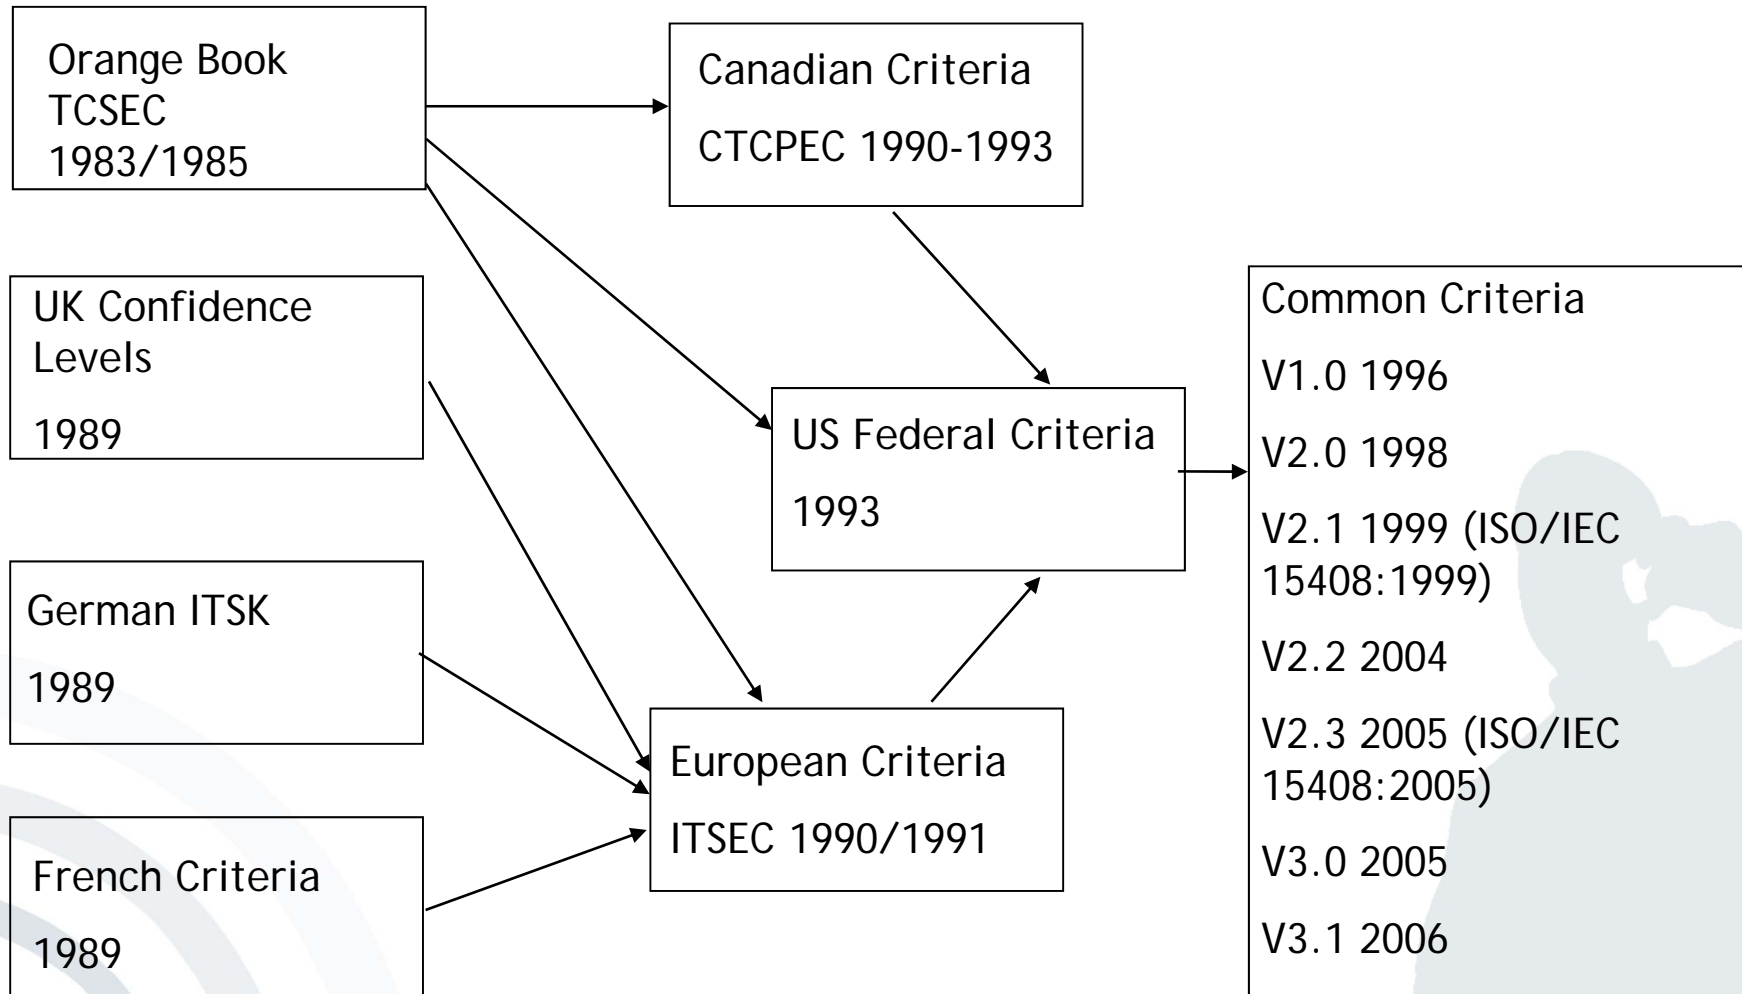 Orange Book
TCSEC
1983/1985
Canadian Criteria
CTCPEC 1990-1993
UK Confidence
Levels
1989
German ITSK
1989
French Criteria
1989
US Federal Criteria
1993
European Criteria
ITSEC 1990/1991
Common Criteria
V1.0 1996
V2.0 1998
V2.1 1999 (ISO/IEC
15408:1999)
V2.2 2004
V2.3 2005 (ISO/IEC
15408:2005)
V3.0 2005
V3.1 2006